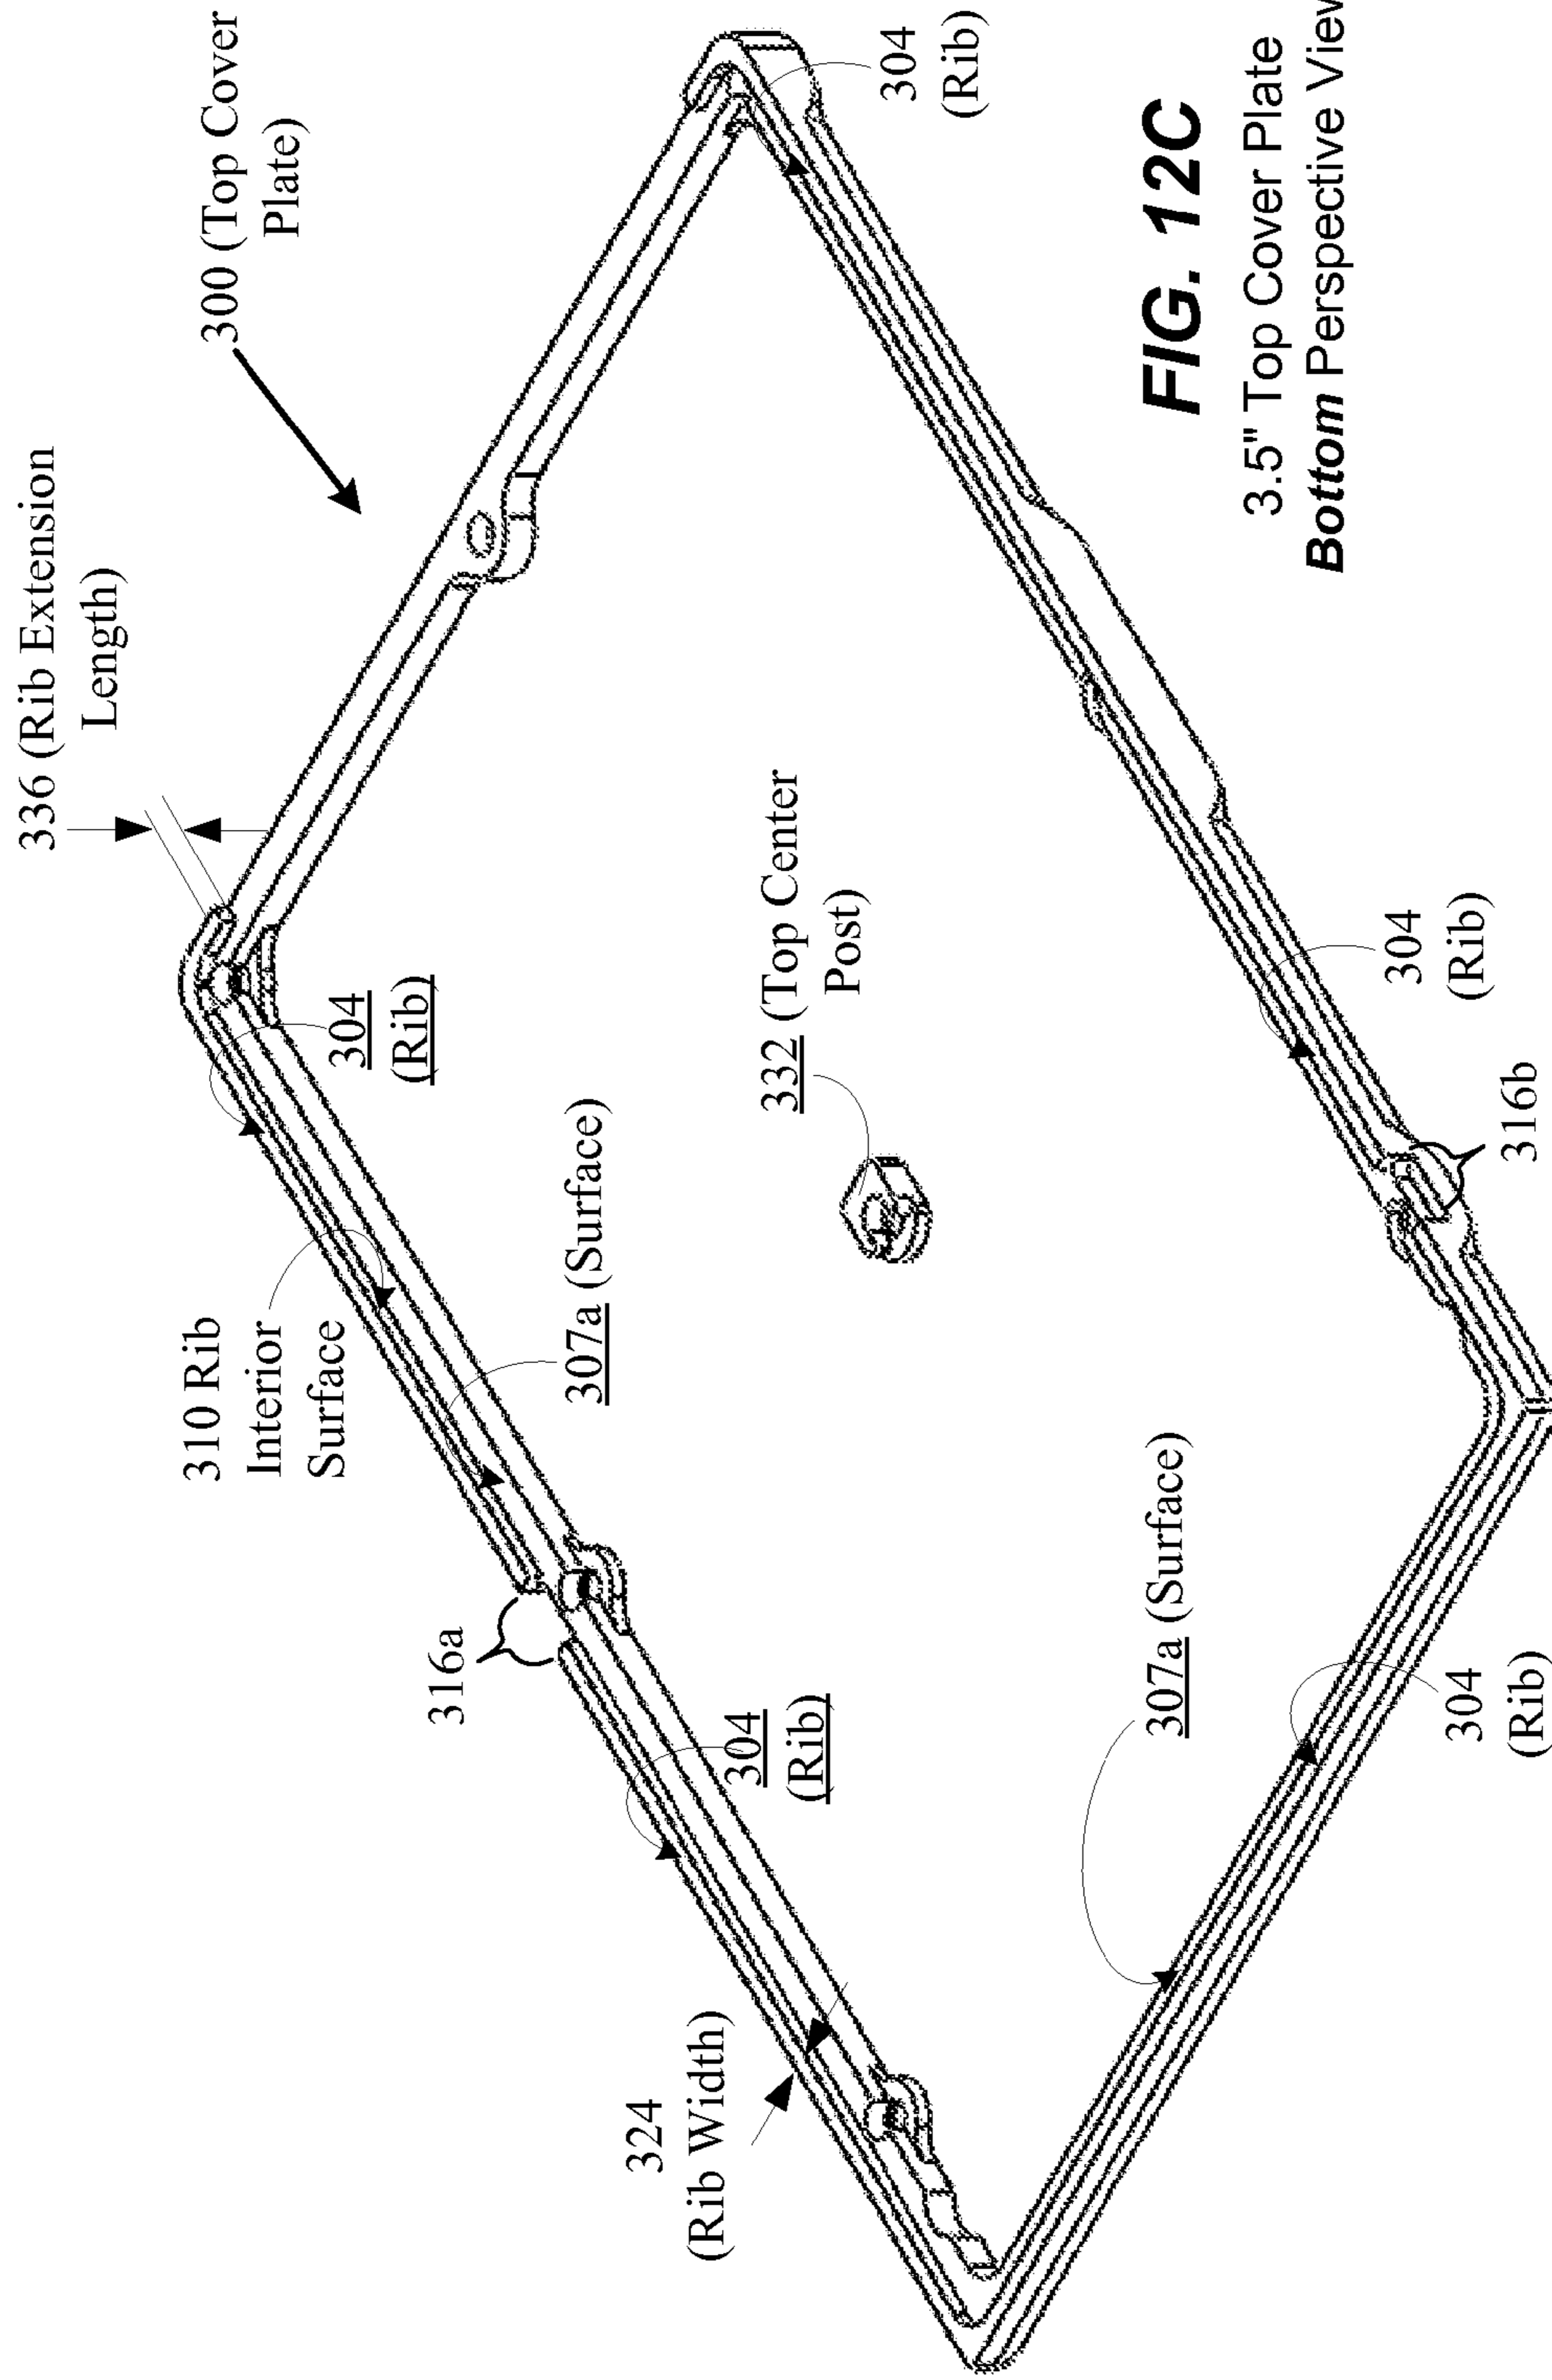 336 (Rib Extension
Length)
310 Rib
Interior
Surface
300 (Top Cover
Plate)
304
(Rib)
316a
307a (Surface)
324
(Rib Width)
304
(Rib)
332 (Top Center
Post)
304
(Rib)
307a (Surface)
FIG. 12C
3.5" Top Cover Plate
Bottom Perspective View
304
(Rib)
304
(Rib)
316b